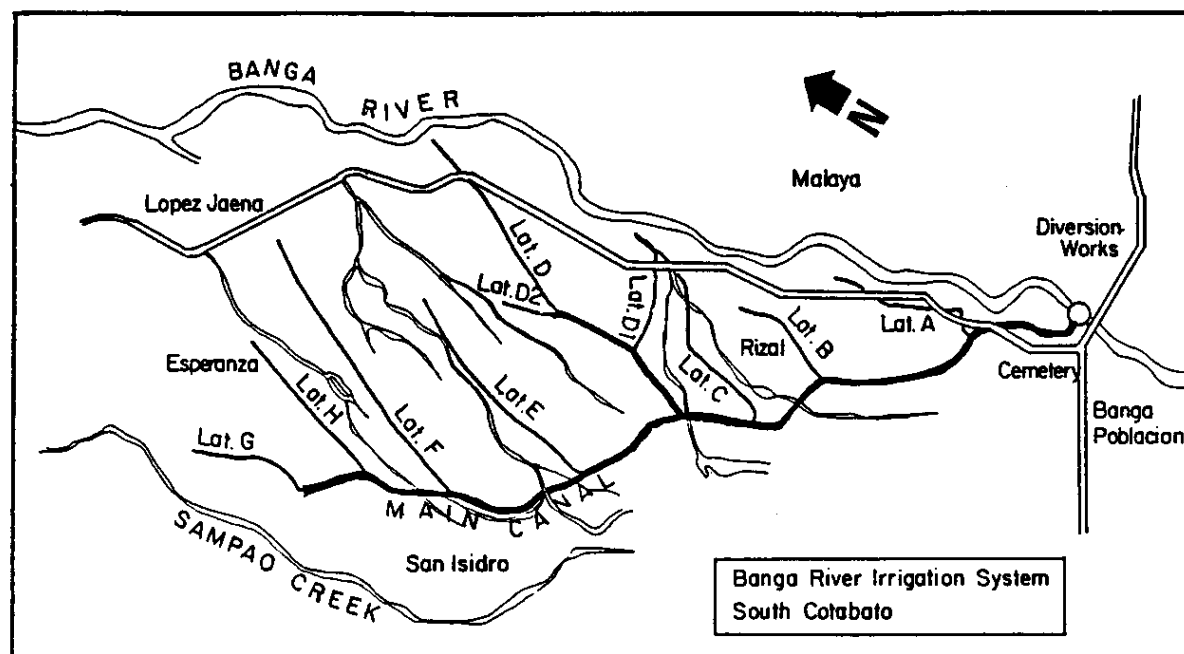 BANGA RIVER
N
Malaya
Lopez Jaena
Diversion
Works
Lat. D
Lat. D2
Lat. D1
Lat. A
Lat. B
Rizal
Cemetery
Esperanza
Lat. C
Lat. E
Lat. H
Lat. F
Banga
Poblacion
Lat. G
MAIN CANAL
SAMPAO CREEK
San Isidro
Banga River Irrigation System
South Cotabato